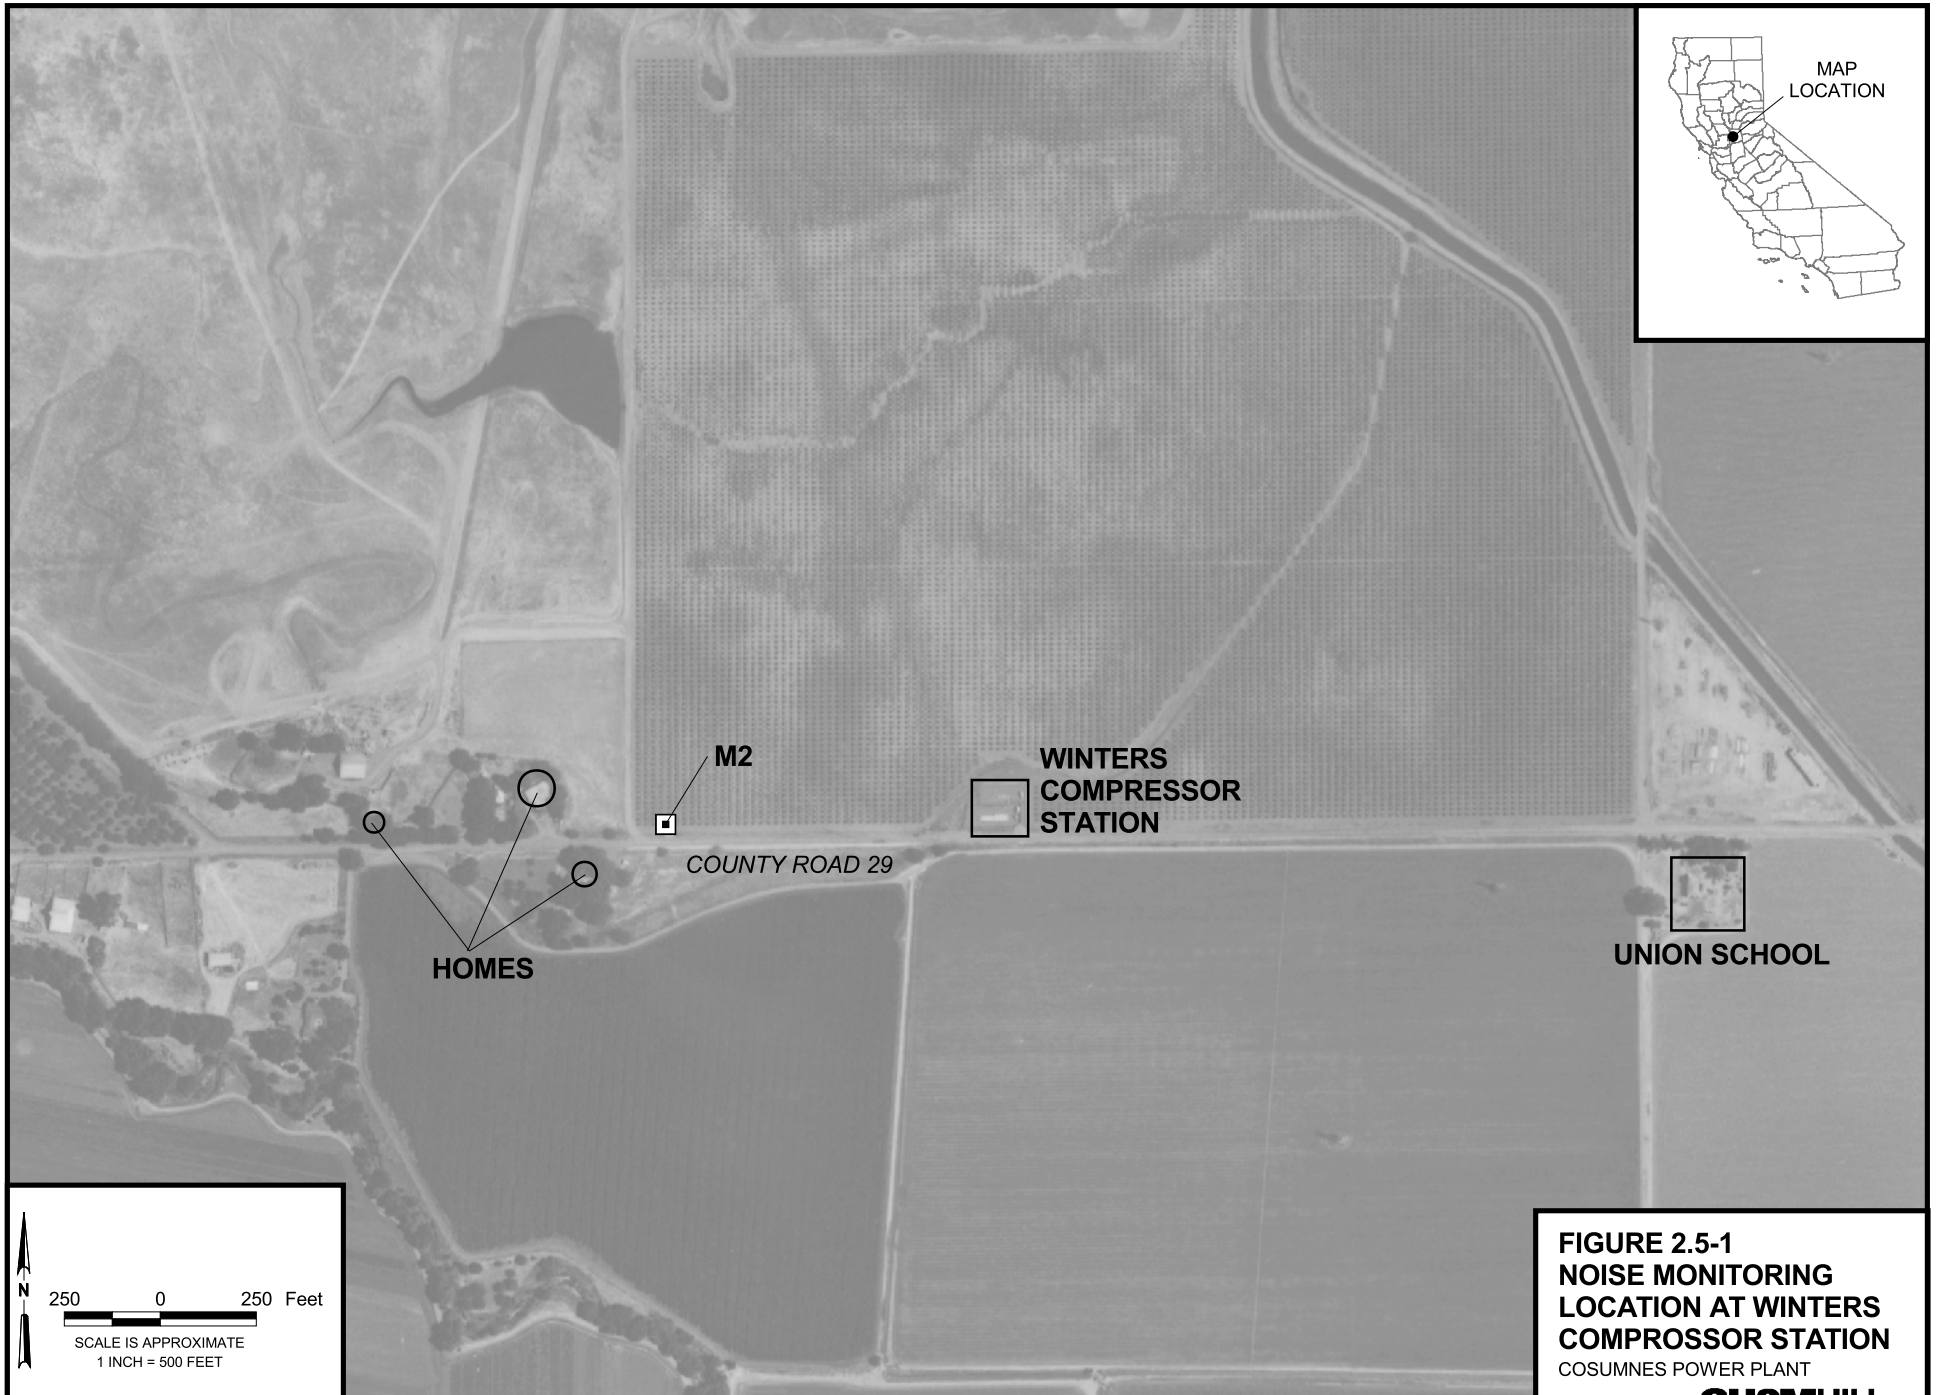 MAP
LOCATION
M2
WINTERS
COMPRESSOR
STATION
COUNTY ROAD 29
HOMES
UNION SCHOOL
N
250 0 250 Feet
SCALE IS APPROXIMATE
1 INCH = 500 FEET
FIGURE 2.5-1
NOISE MONITORING
LOCATION AT WINTERS
COMPROSSOR STATION
COSUMNES POWER PLANT